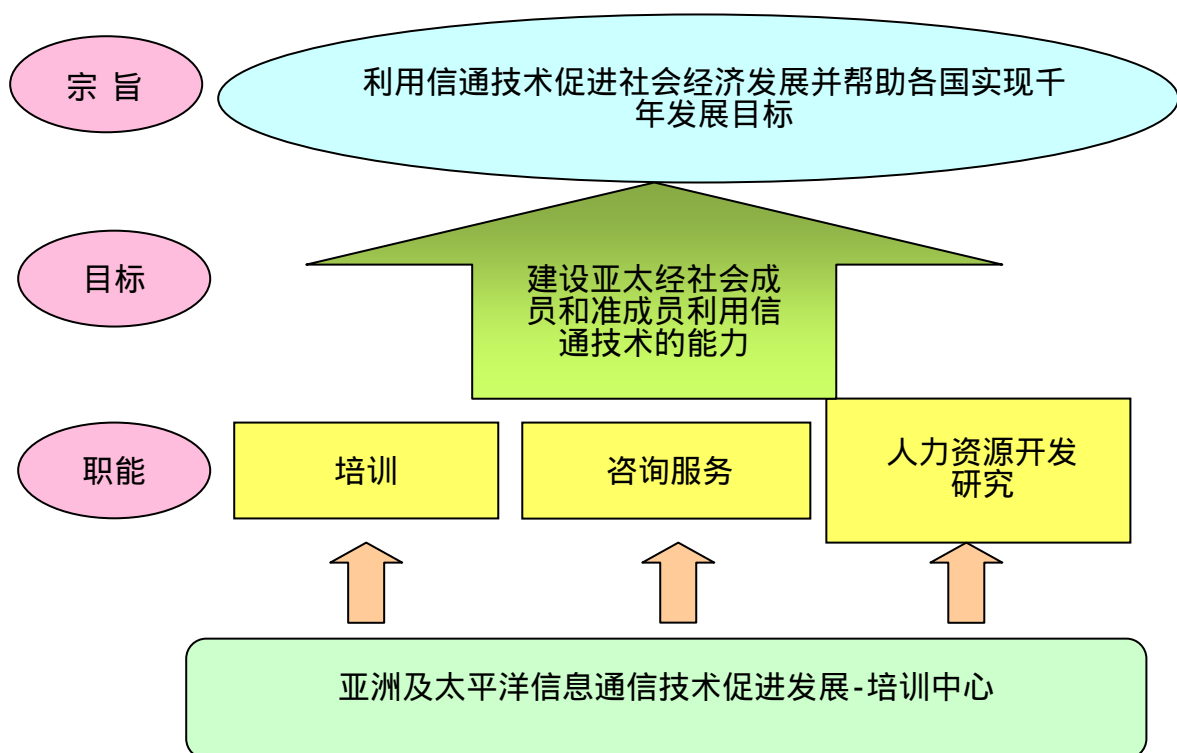 宗 旨
利用信通技术促进社会经济发展并帮助各国实现千
年发展目标
目标
建设亚太经社会成
员和准成员利用信
通技术的能力
职能
培训
咨询服务
人力资源开发
研究
亚洲及太平洋信息通信技术促进发展-培训中心